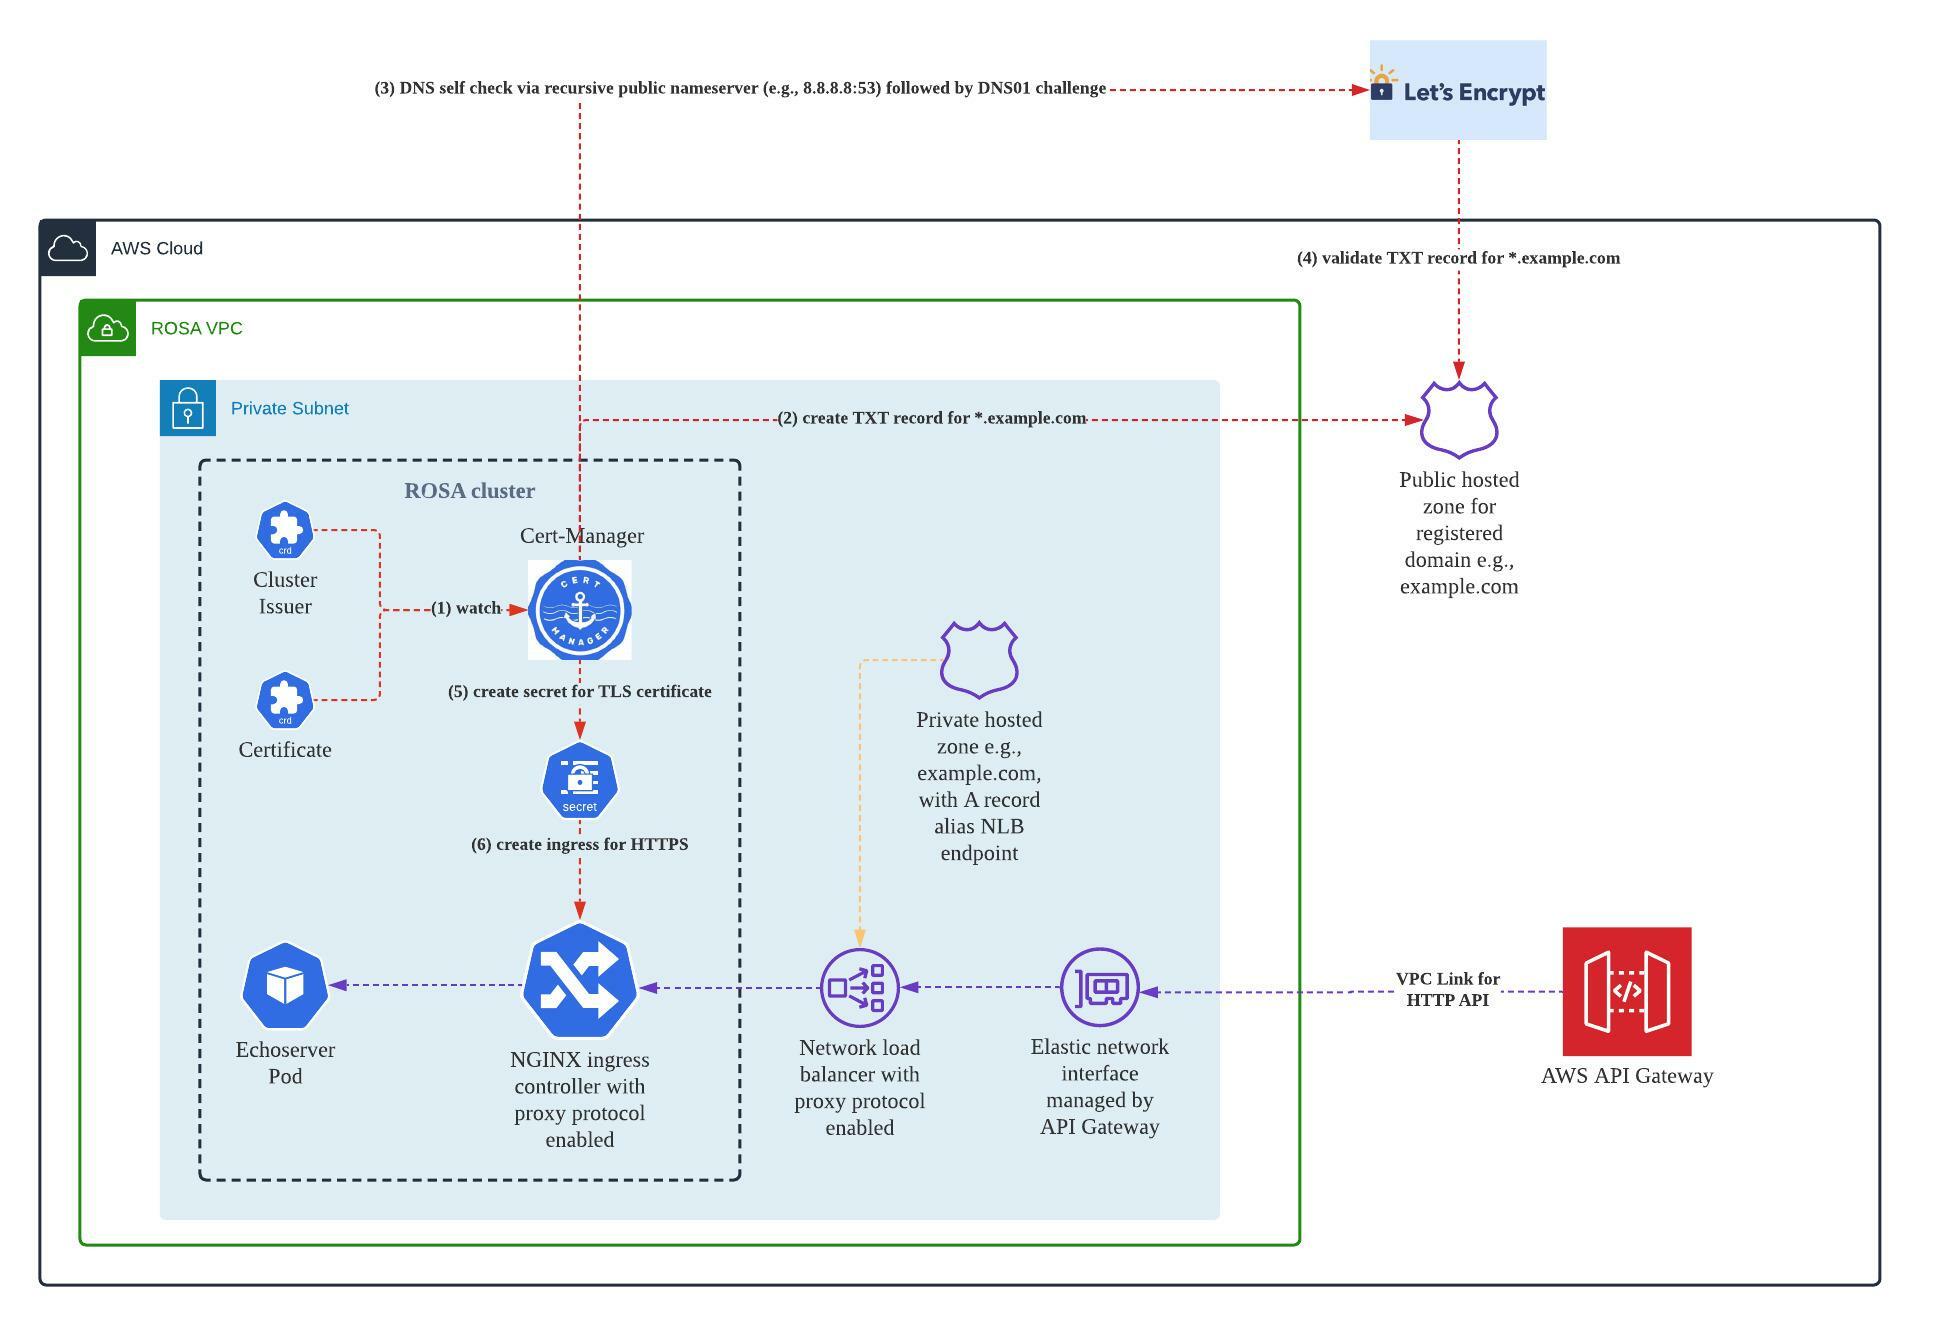 (3) DNS self check via recursive public nameserver (e.g., 8.8.8.8:53) followed by DNS01 challenge
Let's Encrypt
AWS Cloud
(4) validate TXT record for *.example.com
ROSA VPC
Private Subnet
(2) create TXT record for *.example.com
Public hosted
zone for
registered
domain e.g.,
example.com
ROSA cluster
crd
Cluster
Issuer
Cert-Manager
CERT
MANAGER
(1) watch
crd
Certificate
(5) create secret for TLS certificate
secret
(6) create ingress for HTTPS
Private hosted
zone e.g.,
example.com,
with A record
alias NLB
endpoint
Echoserver
Pod
NGINX ingress
controller with
proxy protocol
enabled
Network load
balancer with
proxy protocol
enabled
Elastic network
interface
managed by
API Gateway
VPC Link for
HTTP API
</>
AWS API Gateway